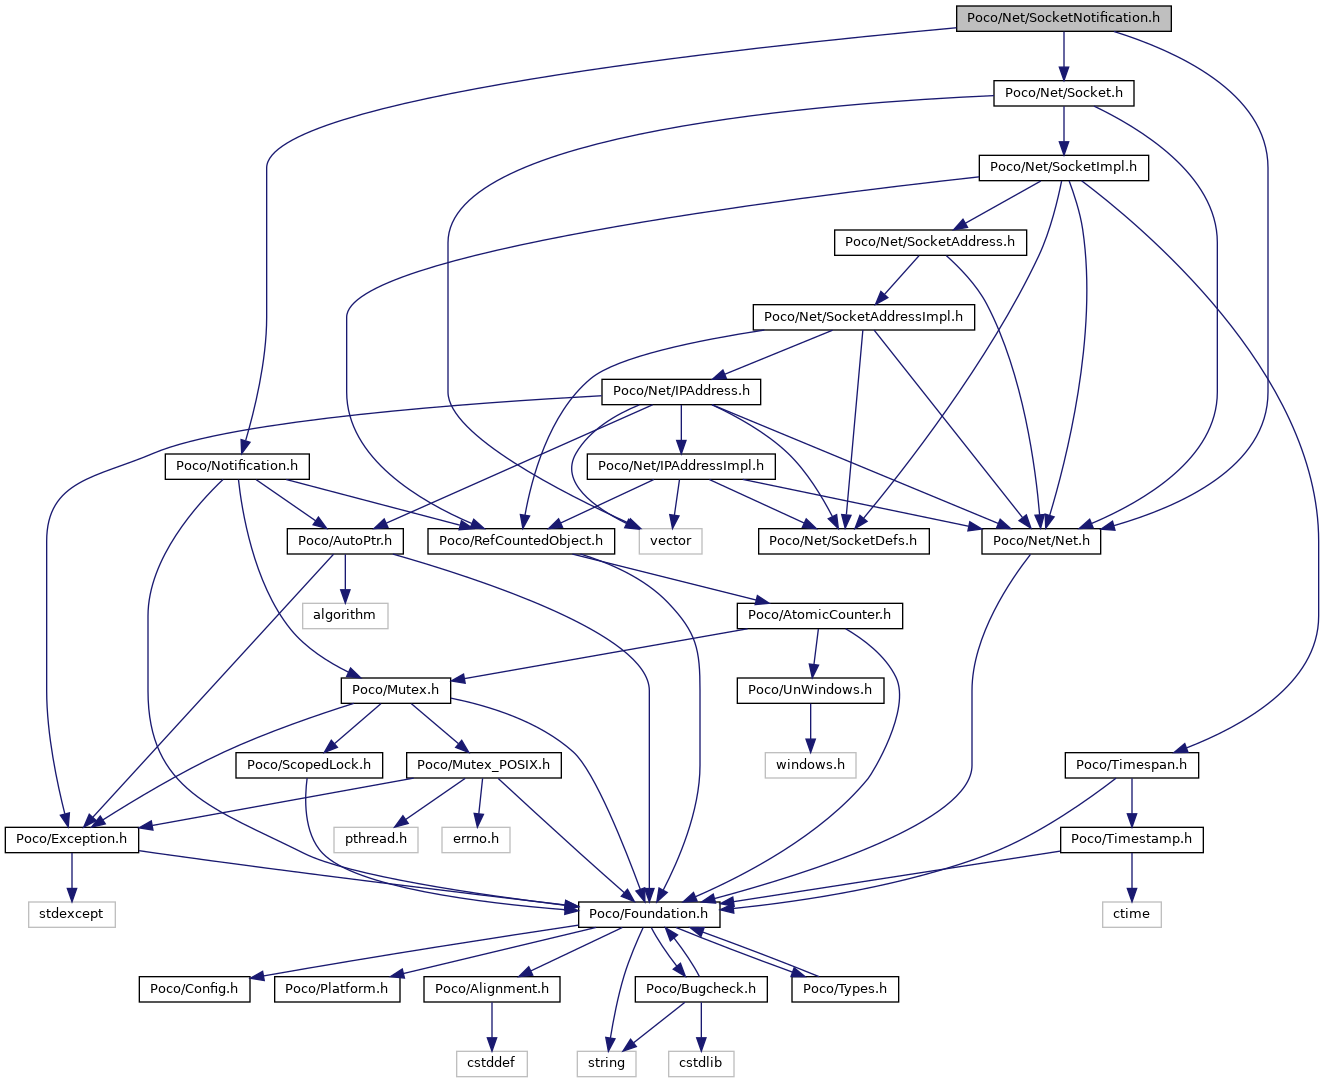 Poco/Net/SocketNotification.h
Poco/Net/Socket.h
Poco/Net/SocketImpl.h
Poco/Net/SocketAddress.h
Poco/Net/SocketAddressImpl.h
Poco/Net/IPAddress.h
Poco/Notification.h
Poco/Net/IPAddressImpl.h
Poco/AutoPtr.h
Poco/RefCountedObject.h
vector
Poco/Net/SocketDefs.h
Poco/Net/Net.h
algorithm
Poco/AtomicCounter.h
Poco/Mutex.h
Poco/UnWindows.h
Poco/ScopedLock.h
Poco/Mutex_POSIX.h
windows.h
Poco/Timespan.h
Poco/Exception.h
pthread.h
errno.h
Poco/Timestamp.h
stdexcept
Poco/Foundation.h
ctime
Poco/Config.h
Poco/Platform.h
Poco/Alignment.h
Poco/Bugcheck.h
Poco/Types.h
cstddef
string
cstdlib